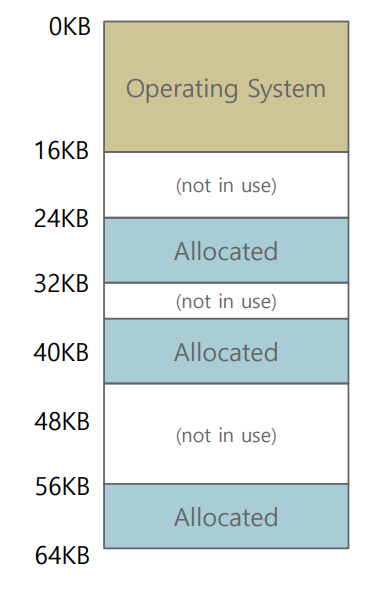 0KB
Operating System
16KB
(not in use)
24KB
Allocated
32KB
(not in use)
40KB
Allocated
48KB
(not in use)
56KB
Allocated
64KB